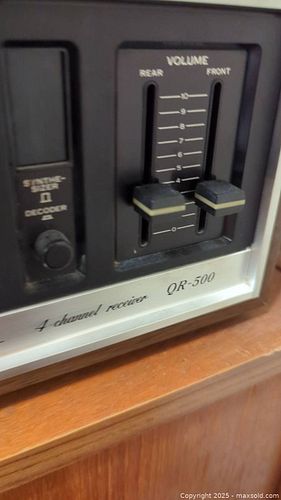 VOLUME
REAR FRONT
10
9
8
7
6
5
4
0
SYNTHE-
SIZER
DECODER
4 channel receiver QR-500
Copyright © 2025 - maxsold.com